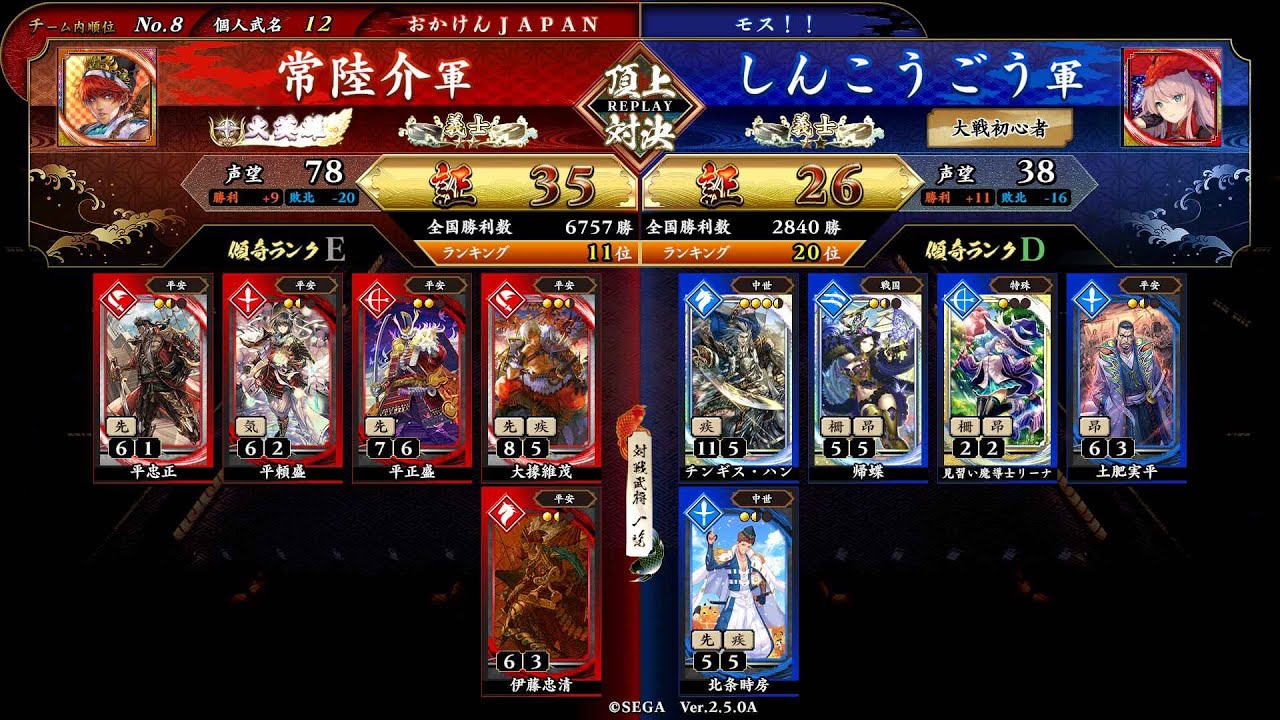 チーム内順位 No.8 個人武名 12 おかけんJAPAN モス!!
常陸介軍
頂上
REPLAY
対決
しんこうごう軍
大英雄
義士
義士
大戦初心者
声望 78
勝利 +9 敗北 -20
証 35
証 26
声望 38
勝利 +11 敗北 -16
全国勝利数 6757勝
全国勝利数 2840勝
傾奇ランクE
ランキング 11位
ランキング 20位
傾奇ランクD
平安
先
6 1
平忠正
平安
気
6 2
平頼盛
平安
先
7 6
平正盛
平安
先 疾
8 5
大掾維茂
中世
疾
11 5
チンギス・ハン
戦国
柵 昂
5 5
帰蝶
特殊
柵 昂
2 2
見習い魔導士リーナ
平安
昂
6 3
土肥実平
対戦武将一覧
平安
6 3
伊藤忠清
中世
先 疾
5 5
北条時房
©SEGA Ver.2.5.0A